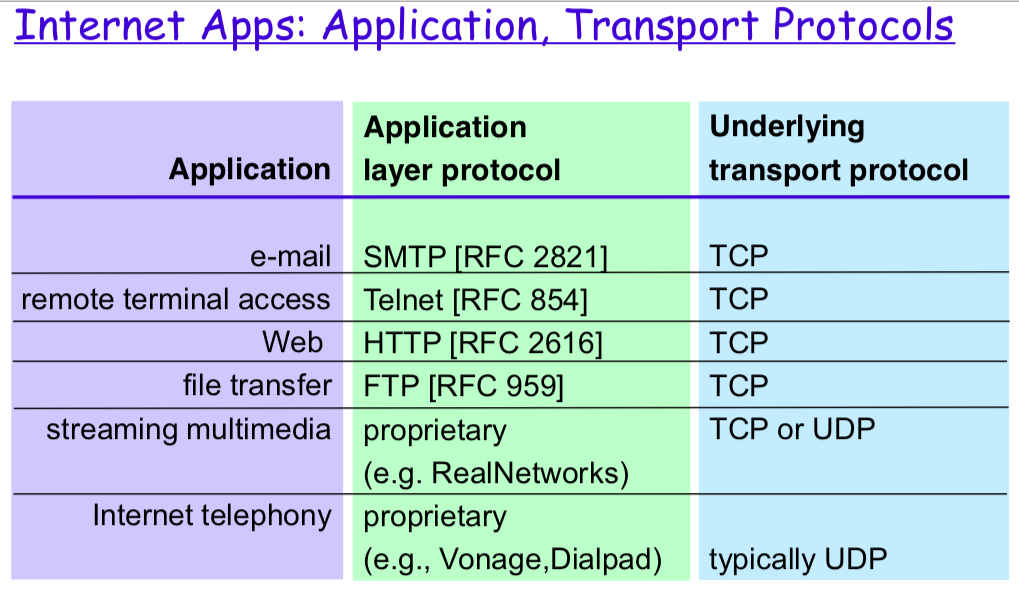 Internet Apps: Application, Transport Protocols
Application
Application layer protocol
Underlying transport protocol
e-mail SMTP [RFC 2821] TCP
remote terminal access Telnet [RFC 854] TCP
Web HTTP [RFC 2616] TCP
file transfer FTP [RFC 959] TCP
streaming multimedia proprietary TCP or UDP
(e.g. RealNetworks)
Internet telephony proprietary
(e.g., Vonage,Dialpad) typically UDP